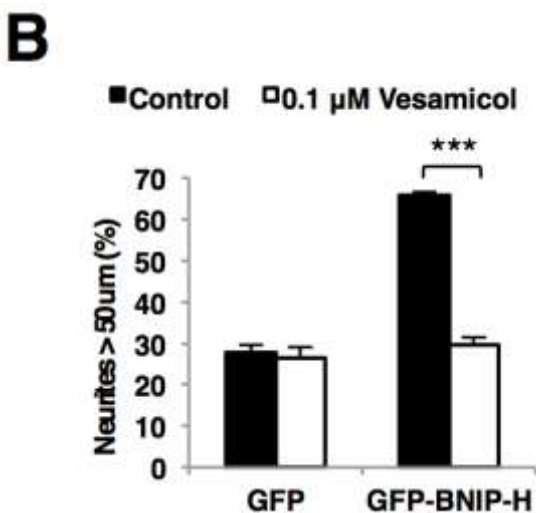 B
Control 0.1 μM Vesamicol
***
70
60
50
40
30
20
10
0
Neurites > 50um (%)
GFP GFP-BNIP-H